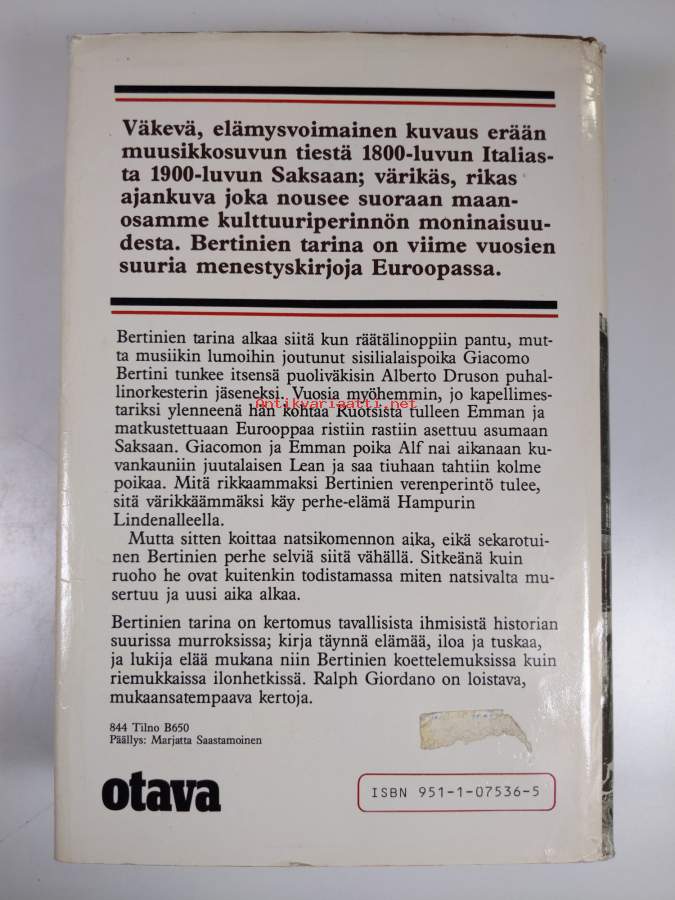 Väkevä, elämysvoimainen kuvaus erään
muusikkosuvun tiestä 1800-luvun Italias-
ta 1900-luvun Saksaan; värikäs, rikas
ajankuva joka nousee suoraan maan-
osamme kulttuuriperinnön moninaisuu-
desta. Bertinien tarina on viime vuosien
suuria menestyskirjoja Euroopassa.
Bertinien tarina alkaa siitä kun räätälinoppiin pantu, mut-
ta musiikin lumoihin joutunut sisilialaispoika Giacomo
Bertini tunkee itsensä puoliväkisin Alberto Druson puhal-
linorkesterin jäseneksi. Vuosia myöhemmin, jo kapellimes-
antikvariaatti.net
tariksi ylenneenä hän kohtaa Ruotsista tulleen Emman ja
matkustettuaan Eurooppaa ristiin rastiin asettuu asumaan
Saksaan. Giacomon ja Emman poika Alf nai aikanaan ku-
vankauniin juutalaisen Lean ja saa tiuhaan tahtiin kolme
poikaa. Mitä rikkaammaksi Bertinien verenperintö tulee,
sitä värikkäämmäksi käy perhe-elämä Hampurin
Lindenalleella.
Mutta sitten koittaa natsikomennon aika, eikä sekarotui-
nen Bertinien perhe selviä siitä vähällä. Sitkeänä kuin
ruoho he ovat kuitenkin todistamassa miten natsivalta mu-
sertuu ja uusi aika alkaa.
Bertinien tarina on kertomus tavallisista ihmisistä historian
suurissa murroksissa; kirja täynnä elämää, iloa ja tuskaa,
ja lukija elää mukana niin Bertinien koettelemuksissa kuin
riemukkaissa ilonhetkissä. Ralph Giordano on loistava,
mukaansatempaava kertoja.
844 Tilno B650
Päällys: Marjatta Saastamoinen
otava
ISBN 951-1-07536-5